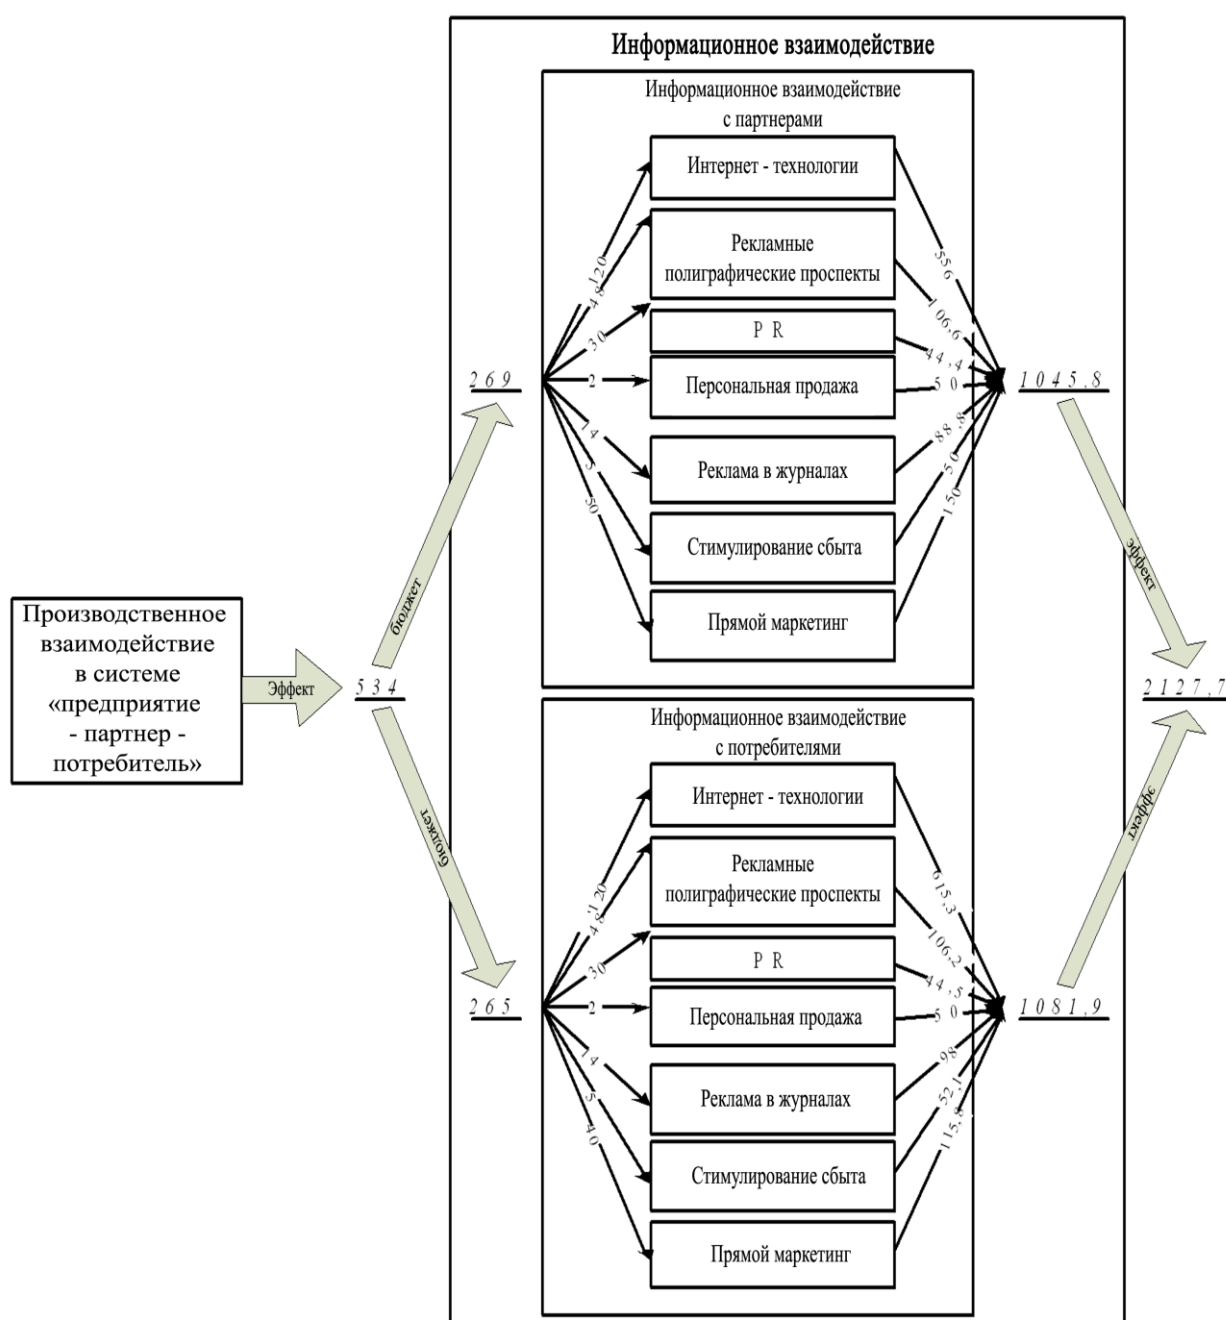 Информационное взаимодействие
Информационное взаимодействие
с партнерами
Интернет - технологии
Рекламные
полиграфические проспекты
P R
Персональная продажа
Реклама в журналах
Стимулирование сбыта
Прямой маркетинг
120
48
30
2
14
5
50
556
106,6
44,4
50
88,8
50
150
269
1045,8
бюджет
эффект
Производственное
взаимодействие
в системе
«предприятие
- партнер -
потребитель»
Эффект
534
2127,7
бюджет
эффект
Информационное взаимодействие
с потребителями
Интернет - технологии
Рекламные
полиграфические проспекты
P R
Персональная продажа
Реклама в журналах
Стимулирование сбыта
Прямой маркетинг
120
48
30
2
14
5
40
615,3
106,2
44,5
50
98
52,1
115,8
265
1081,9